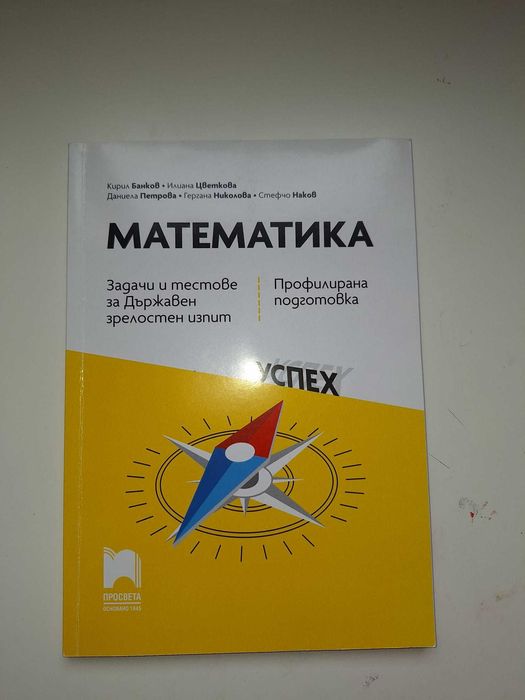 Кирил Банков • Илиана Цветкова
Даниела Петрова • Гергана Николова • Стефчо Наков
МАТЕМАТИКА
Задачи и тестове
за Държавен
зрелостен изпит
Профилирана
подготовка
УСПЕХ
ПРОСВЕТА
ОСНОВАНО 1945